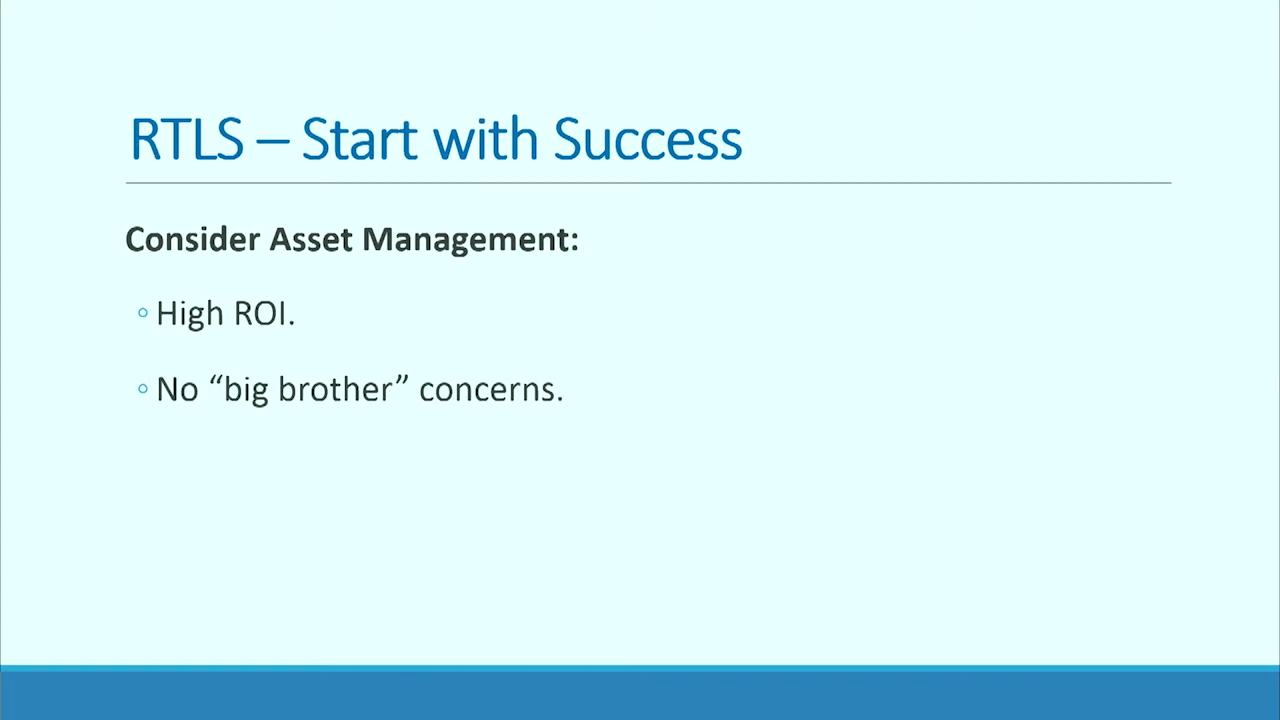 RTLS – Start with Success
Consider Asset Management:
◦ High ROI.
◦ No “big brother” concerns.